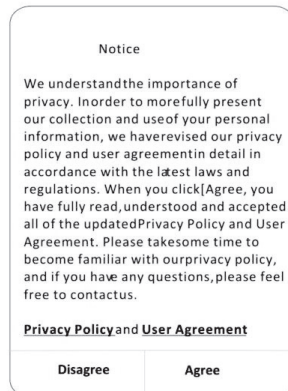 Notice
We understandthe importance of
privacy. Inorder to morefully present
our collection and useof your personal
information, we haverevised our privacy
policy and user agreementin detail in
accordance with the latest laws and
regulations. When you click[Agree, you
have fully read,understood and accepted
all of the updatedPrivacy Policy and User
Agreement. Please takesome time to
become familiar with ourprivacy policy,
and if you have any questions,please feel
free to contactus.
Privacy Policy and User Agreement
Disagree Agree